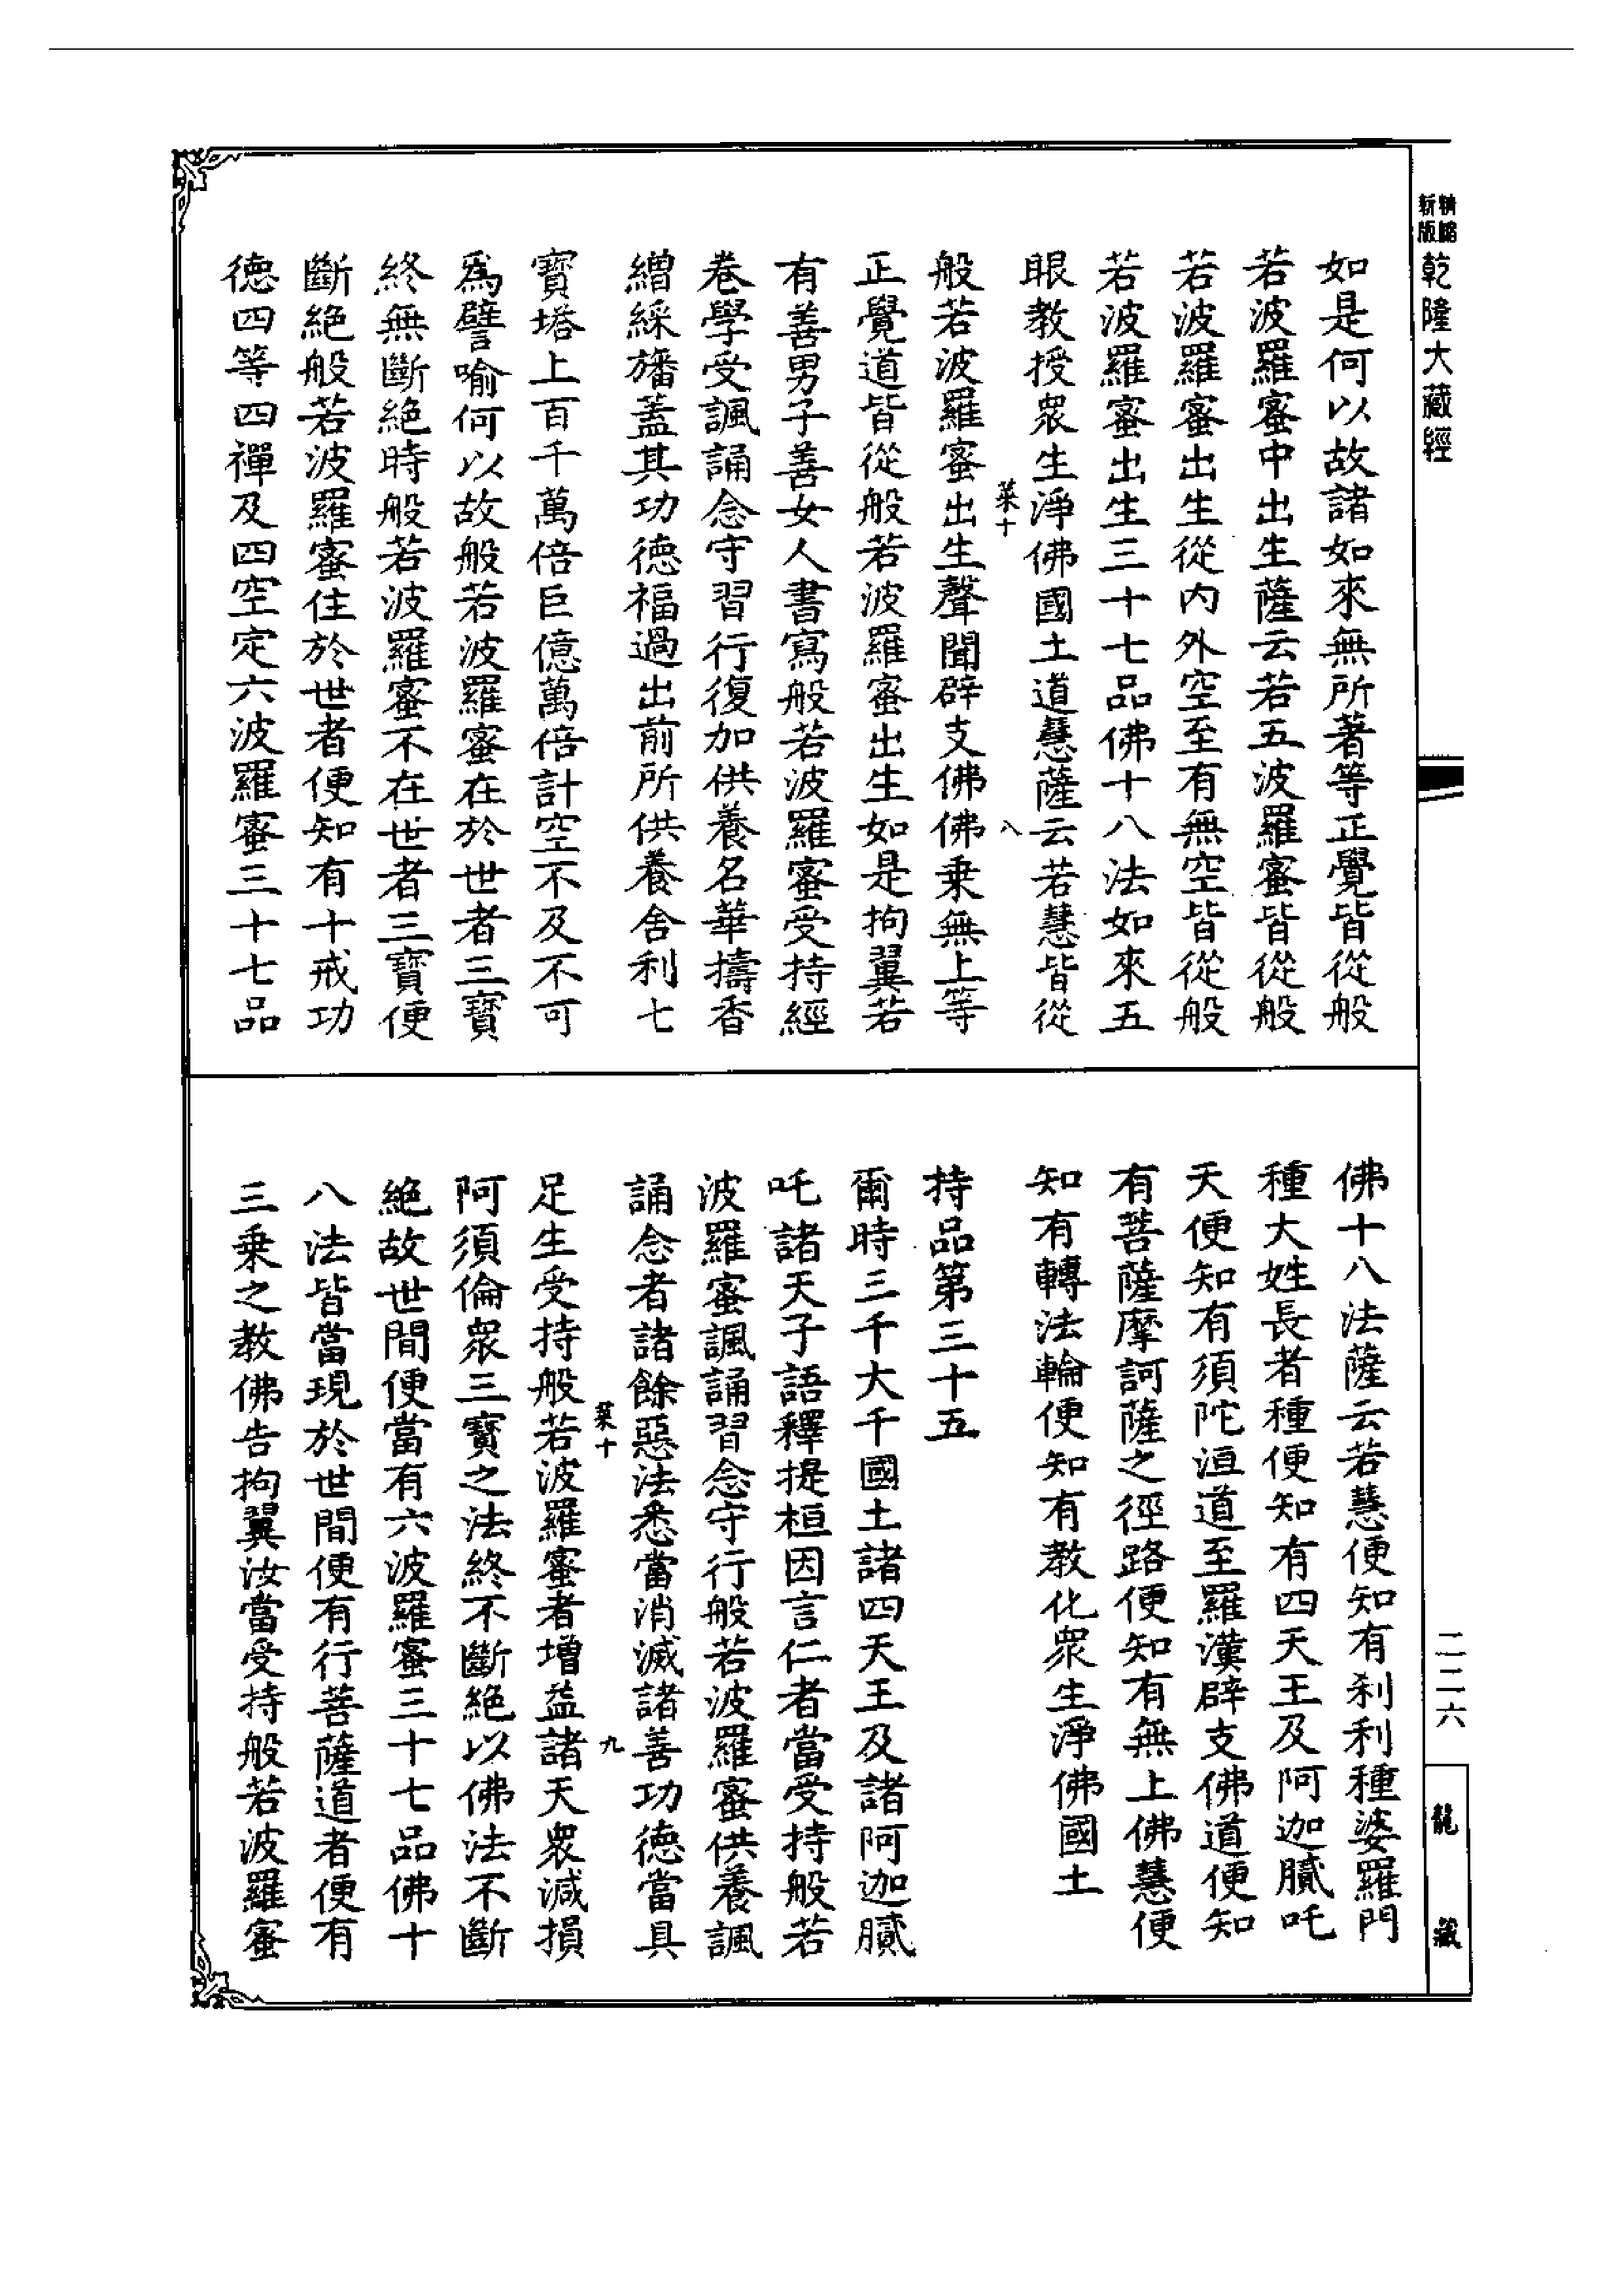 新版
精縮
乾隆大藏經
如是何以故諸如來無所著等正覺皆從般
若波羅蜜中出生薩云若五波羅蜜皆從般
若波羅蜜出生從內外空至有無空皆從般
若波羅蜜出生三十七品佛十八法如來五
眼教授眾生淨佛國土道慧薩云若慧皆從
菜十
八
般若波羅蜜出生聲聞辟支佛佛乘無上等
正覺道皆從般若波羅蜜出生如是拘翼若
有善男子善女人書寫般若波羅蜜受持經
卷學受諷誦念守習行復加供養名華擣香
繒綵旛蓋其功德福過出前所供養舍利七
寶塔上百千萬倍巨億萬倍計空不及不可
爲譬喻何以故般若波羅蜜在於世者三寶
終無斷絕時般若波羅蜜不在世者三寶便
斷絕般若波羅蜜住於世者便知有十戒功
德四等四禪及四空定六波羅蜜三十七品
佛十八法薩云若慧便知有剎利種婆羅門
種大姓長者種便知有四天王及阿迦膩吒
天便知有須陀洹道至羅漢辟支佛道便知
有菩薩摩訶薩之徑路便知有無上佛慧便
知有轉法輪便知有教化眾生淨佛國土
持品第三十五
爾時三千大千國土諸四天王及諸阿迦膩
吒諸天子語釋提桓因言仁者當受持般若
波羅蜜諷誦習念守行般若波羅蜜供養諷
誦念者諸餘惡法悉當消滅諸善功德當具
菜十
九
足生受持般若波羅蜜者增益諸天眾減損
阿須倫眾三寶之法終不斷絕以佛法不斷
絕故世間便當有六波羅蜜三十七品佛十
八法皆當現於世間便有行菩薩道者便有
三乘之教佛告拘翼汝當受持般若波羅蜜
二二六
龍藏